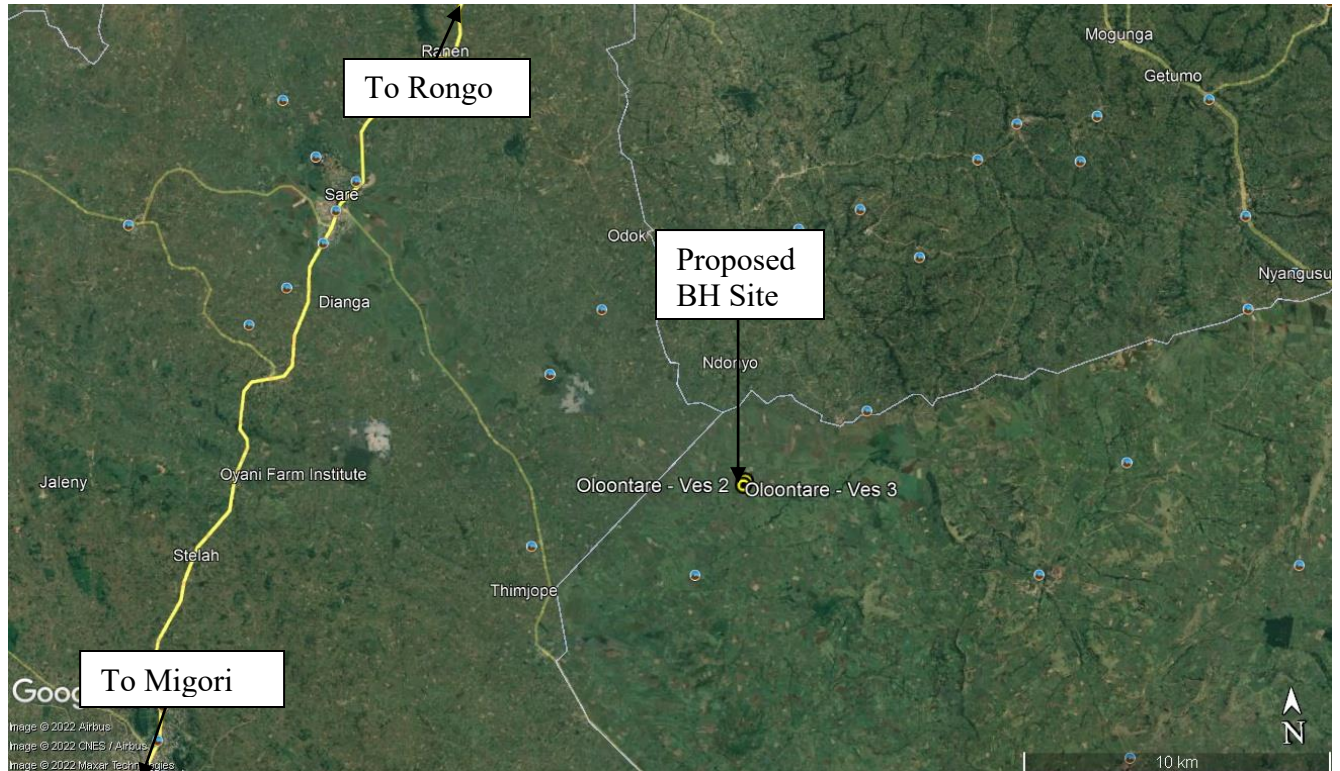 Ranen
Mogunga
To Rongo
Getumo
Sare
Odok
Proposed
BH Site
Nyangusu
Dianga
Ndonyo
Oyani Farm Institute
Jaleny
Oloontare - Ves 2
Oloontare - Ves 3
Stelah
Thimjope
To Migori
Goog
Image © 2022 Airbus
Image © 2022 CNES / Airbus
Image © 2022 Maxar Technologies
N
10 km